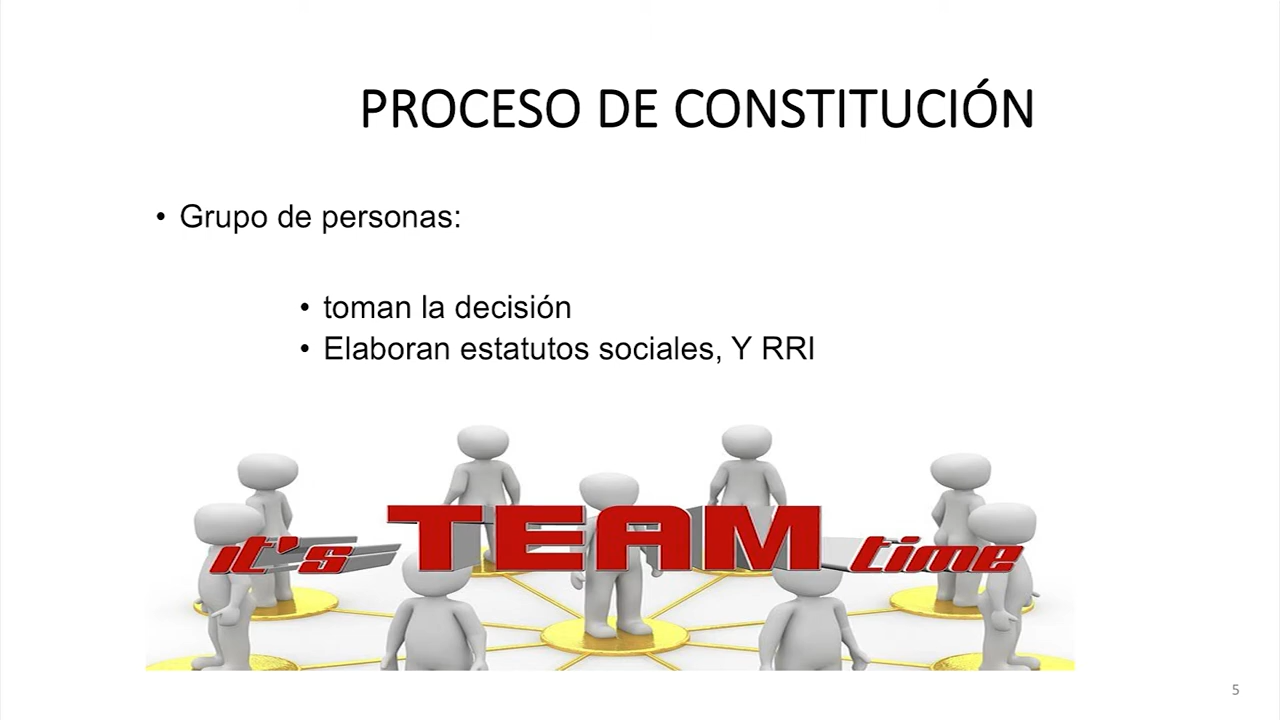 PROCESO DE CONSTITUCIÓN
• Grupo de personas:
• toman la decisión
• Elaboran estatutos sociales, Y RRI
it's TEAM time
5